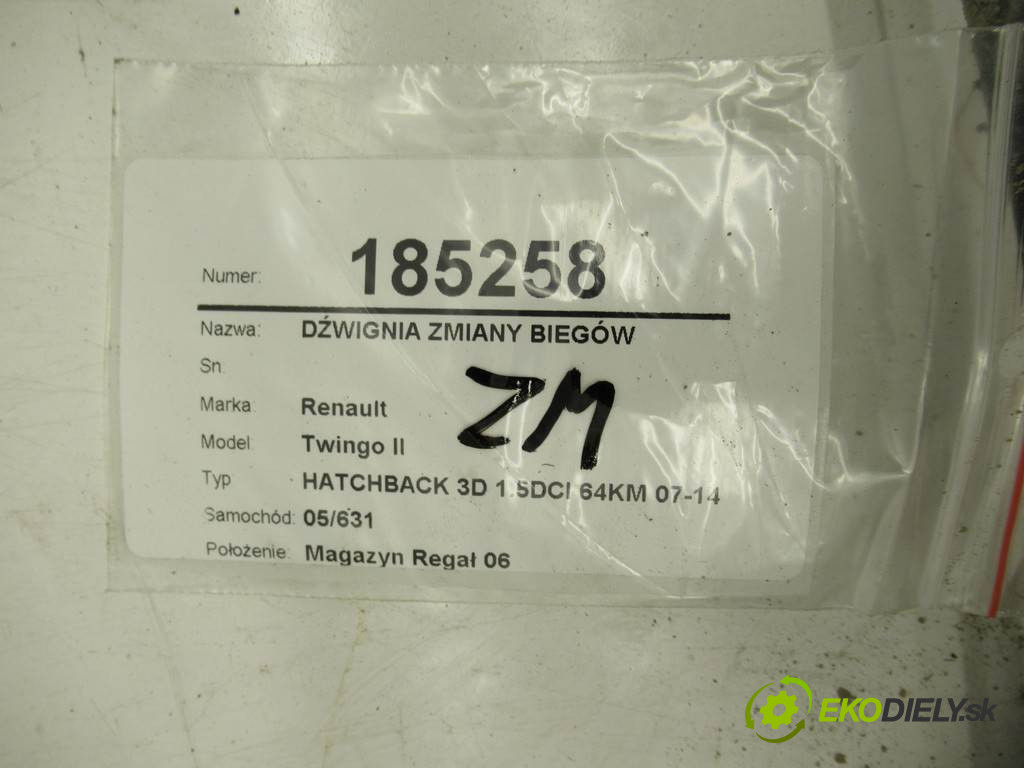 Numer: 185258
Nazwa: DŹWIGNIA ZMIANY BIEGÓW
Sn:
ZM
Marka: Renault
Model: Twingo II
Typ HATCHBACK 3D 1.5DCI 64KM 07-14
Samochód: 05/631
Położenie: Magazyn Regał 06
EKODIELY.sk